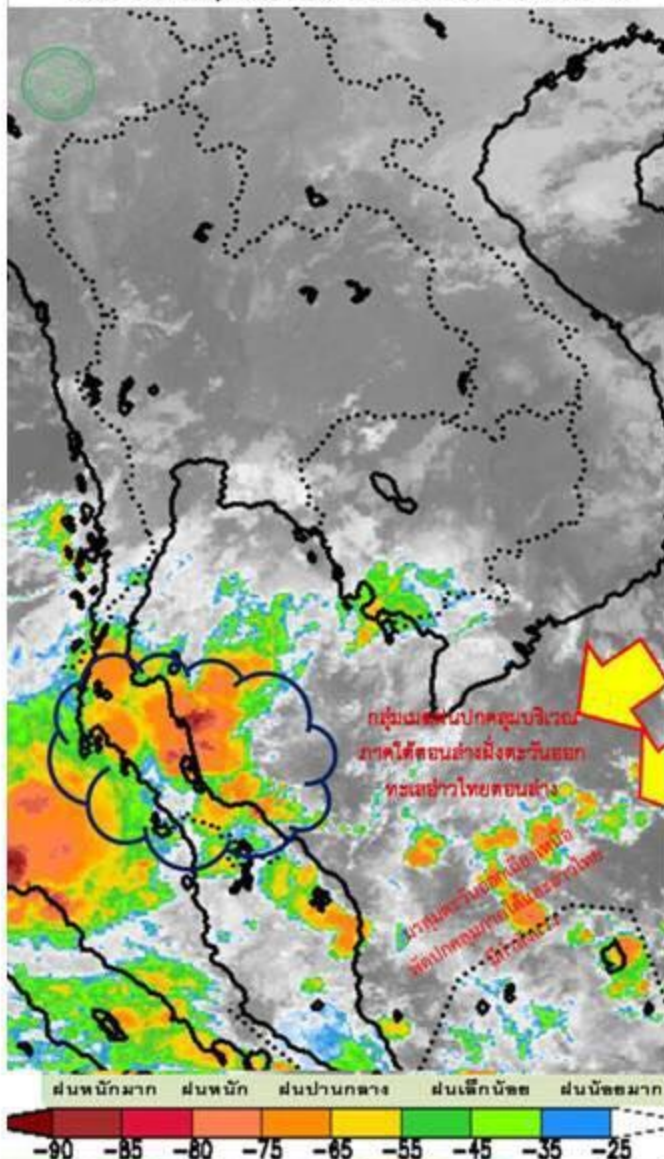 กลุ่มเมฆฝนปกคลุมบริเวณ
ภาคใต้ตอนล่างฝั่งตะวันออก
ทะเลอ่าวไทยตอนล่าง
มรสุมตะวันออกเฉียงเหนือ
พัดปกคลุมภาคใต้และอ่าวไทย
ฝนหนักมาก ฝนหนัก ฝนปานกลาง ฝนเล็กน้อย ฝนน้อยมาก
-90 -85 -80 -75 -65 -55 -45 -35 -25